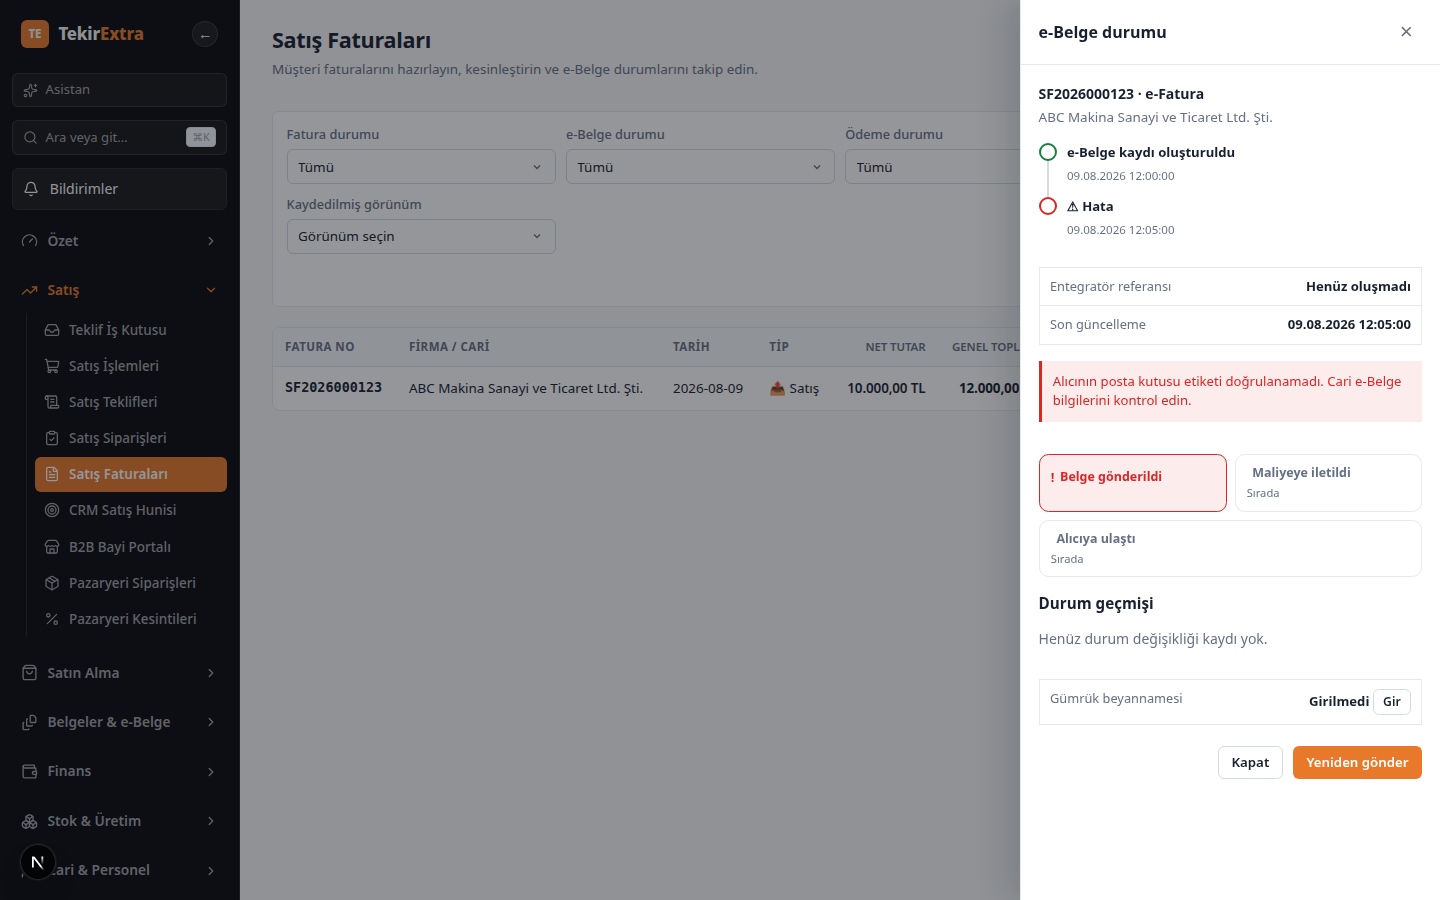 TE TekirExtra ←
Asistan
Ara veya git... ⌘K
Bildirimler
Özet
Satış
Teklif İş Kutusu
Satış İşlemleri
Satış Teklifleri
Satış Siparişleri
Satış Faturaları
CRM Satış Hunisi
B2B Bayi Portalı
Pazaryeri Siparişleri
Pazaryeri Kesintileri
Satın Alma
Belgeler & e-Belge
Finans
Stok & Üretim
N
ari & Personel
Satış Faturaları
Müşteri faturalarını hazırlayın, kesinleştirin ve e-Belge durumlarını takip edin.
Fatura durumu e-Belge durumu Ödeme durumu
Tümü Tümü Tümü
Kaydedilmiş görünüm
Görünüm seçin
FATURA NO FİRMA / CARİ TARİH TİP NET TUTAR GENEL TOPL
SF2026000123 ABC Makina Sanayi ve Ticaret Ltd. Şti. 2026-08-09 Satış 10.000,00 TL 12.000,00
e-Belge durumu ×
SF2026000123 · e-Fatura
ABC Makina Sanayi ve Ticaret Ltd. Şti.
e-Belge kaydı oluşturuldu
09.08.2026 12:00:00
⚠ Hata
09.08.2026 12:05:00
Entegratör referansı Henüz oluşmadı
Son güncelleme 09.08.2026 12:05:00
Alıcının posta kutusu etiketi doğrulanamadı. Cari e-Belge
bilgilerini kontrol edin.
! Belge gönderildi
Maliyeye iletildi
Sırada
Alıcıya ulaştı
Sırada
Durum geçmişi
Henüz durum değişikliği kaydı yok.
Gümrük beyannamesi Girilmedi Gir
Kapat Yeniden gönder